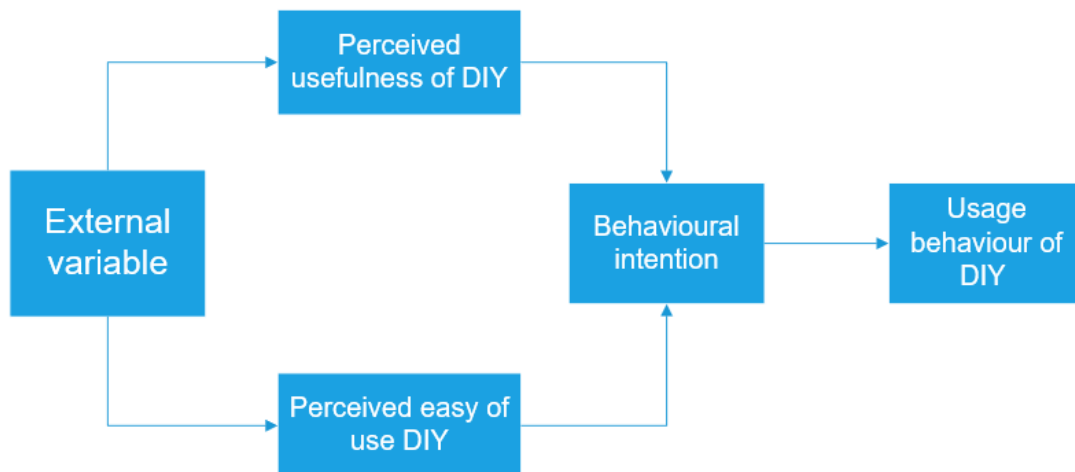 Perceived
usefulness of DIY
External
variable
Behavioural
intention
Usage
behaviour of
DIY
Perceived easy of
use DIY